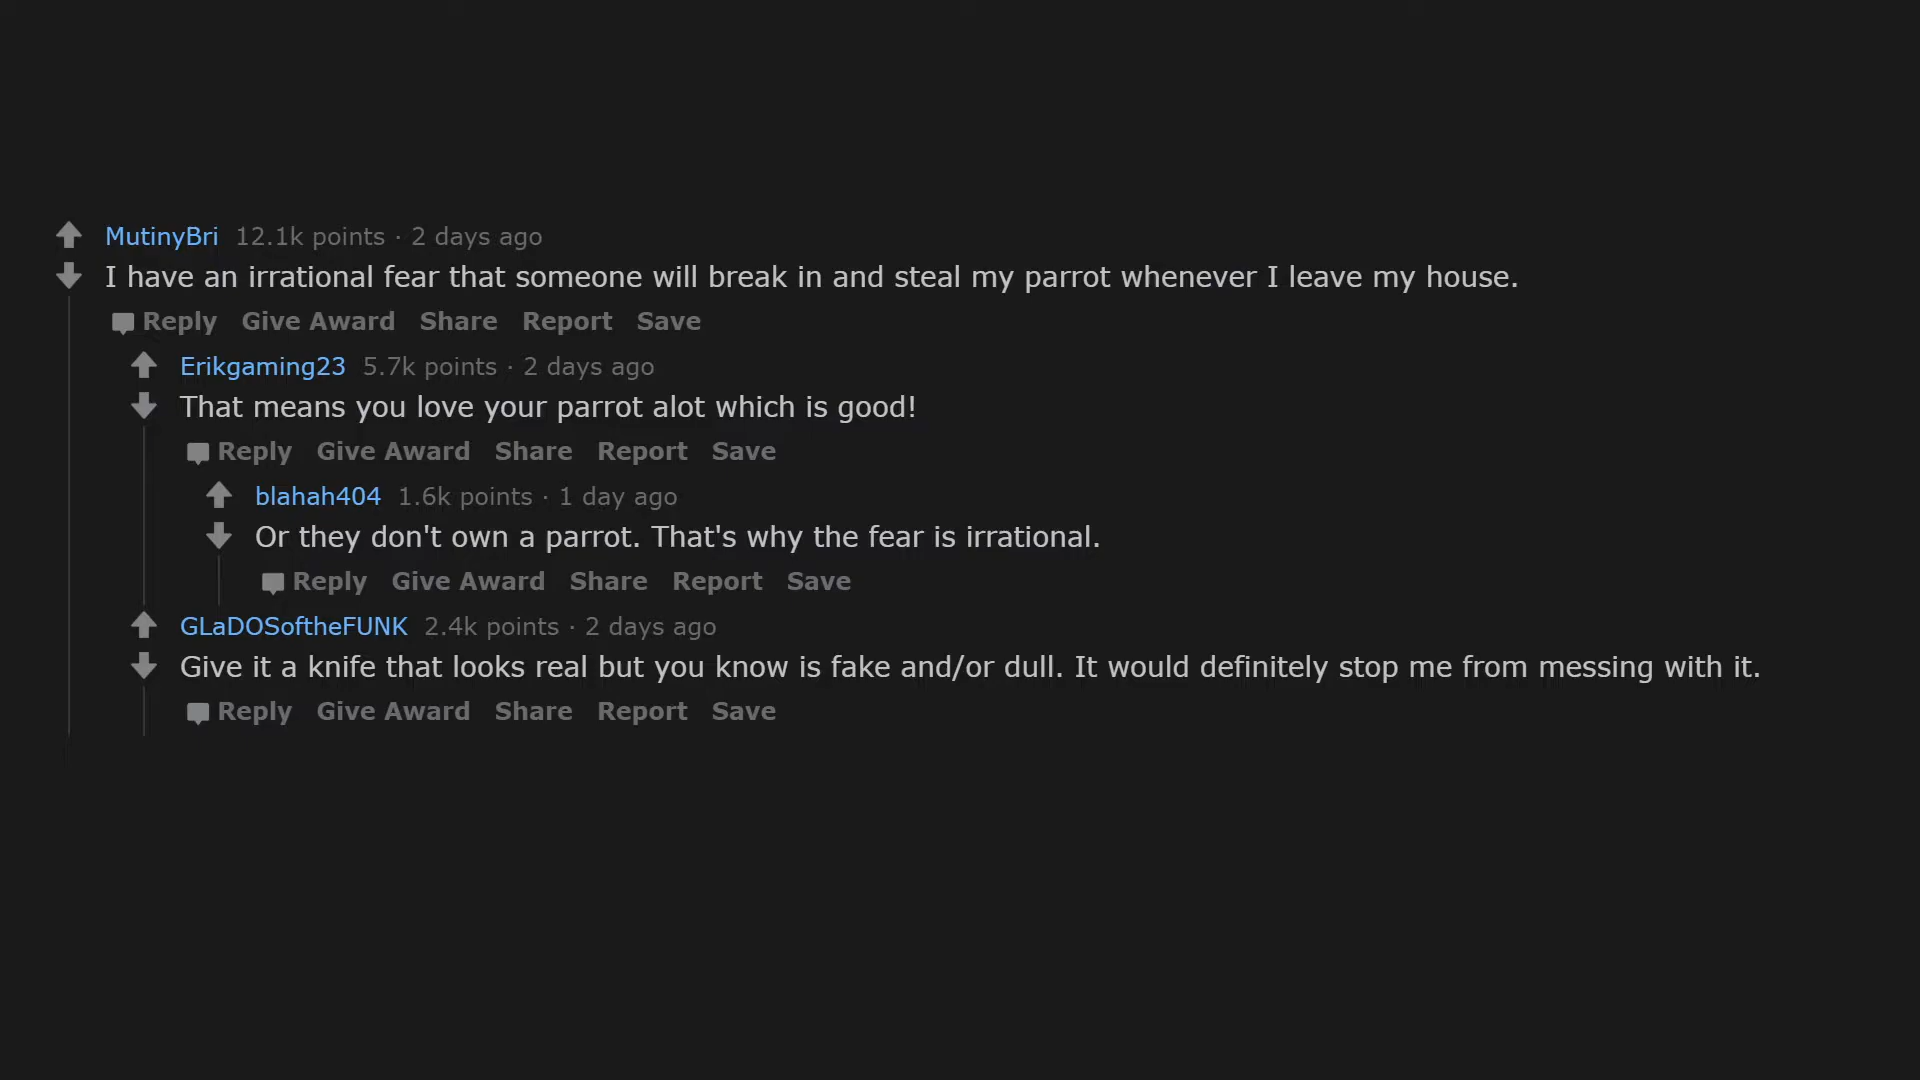 MutinyBri 12.1k points · 2 days ago
I have an irrational fear that someone will break in and steal my parrot whenever I leave my house.
Reply Give Award Share Report Save
Erikgaming23 5.7k points · 2 days ago
That means you love your parrot alot which is good!
Reply Give Award Share Report Save
blahah404 1.6k points · 1 day ago
Or they don't own a parrot. That's why the fear is irrational.
Reply Give Award Share Report Save
GLaDOSoftheFUNK 2.4k points · 2 days ago
Give it a knife that looks real but you know is fake and/or dull. It would definitely stop me from messing with it.
Reply Give Award Share Report Save